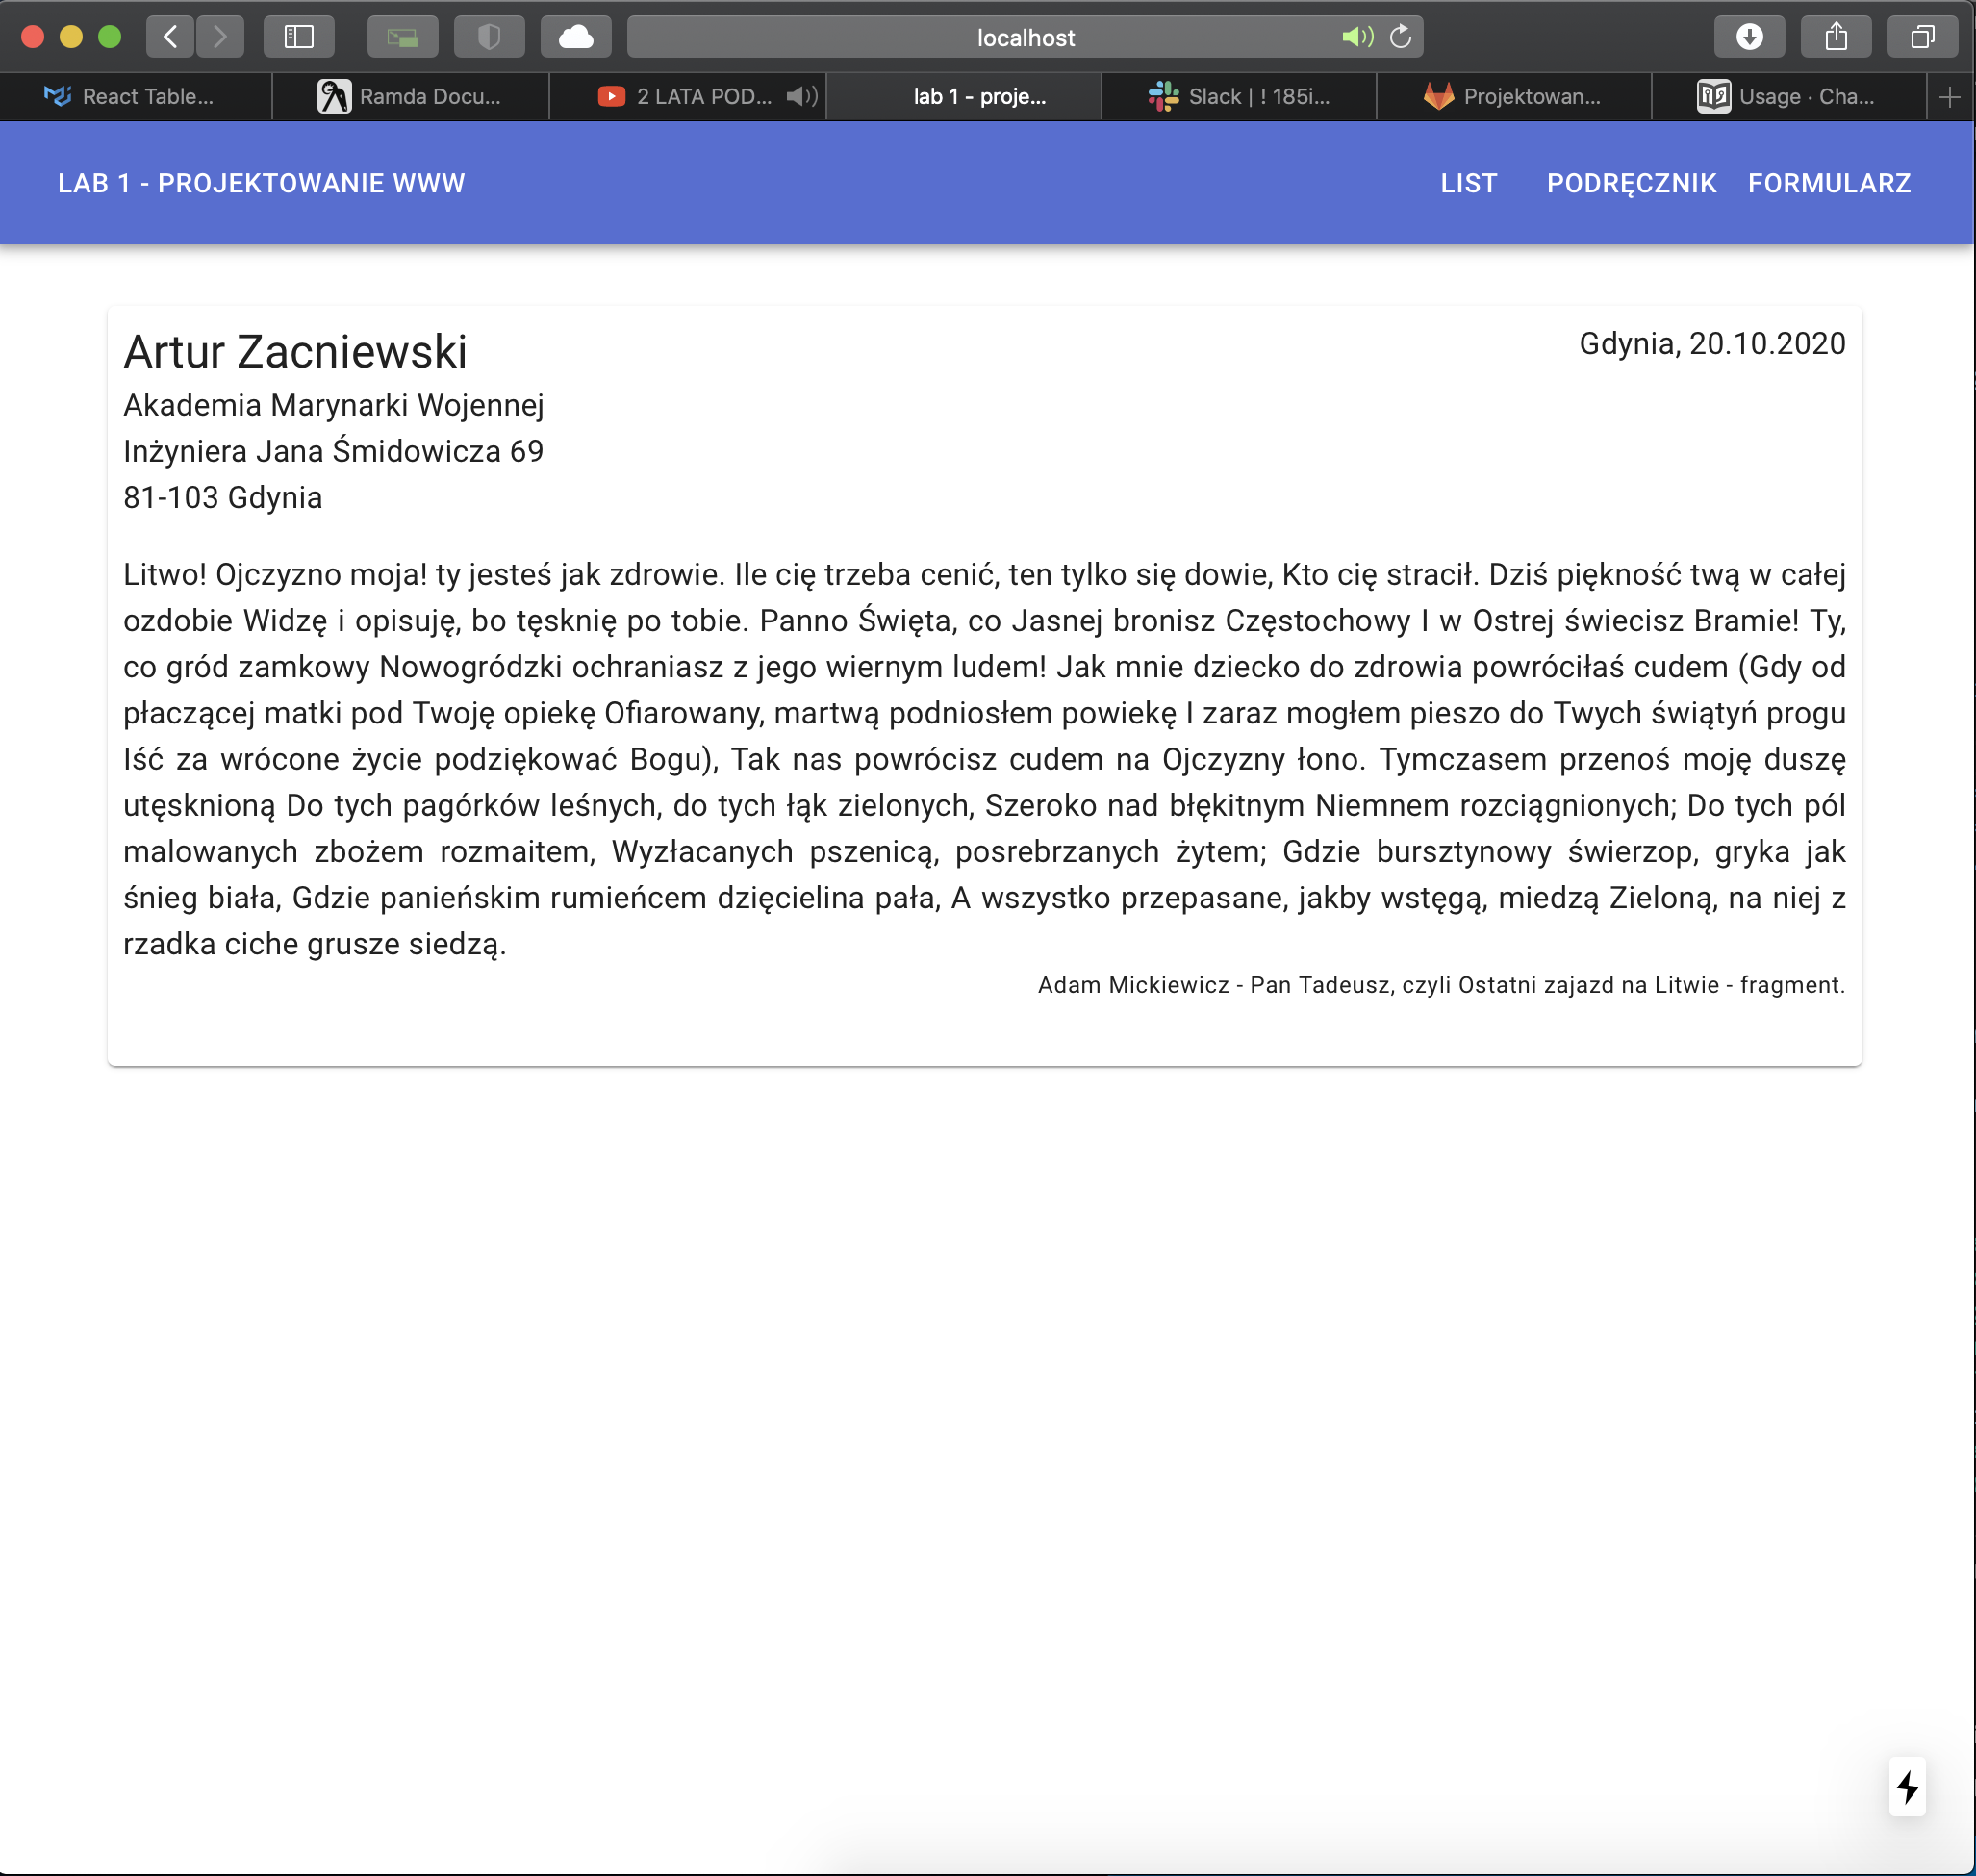 localhost
React Table...
Ramda Docu...
2 LATA POD...
lab 1 - proje...
Slack | ! 185i...
Projektowan...
Usage · Cha...
LAB 1 - PROJEKTOWANIE WWW
LIST
PODRĘCZNIK
FORMULARZ
Artur Zacniewski
Gdynia, 20.10.2020
Akademia Marynarki Wojennej
Inżyniera Jana Śmidowicza 69
81-103 Gdynia
Litwo! Ojczyzno moja! ty jesteś jak zdrowie. Ile cię trzeba cenić, ten tylko się dowie, Kto cię stracił. Dziś piękność twą w całej
ozdobie Widzę i opisuję, bo tęsknię po tobie. Panno Święta, co Jasnej bronisz Częstochowy I w Ostrej świecisz Bramie! Ty,
co gród zamkowy Nowogródzki ochraniasz z jego wiernym ludem! Jak mnie dziecko do zdrowia powróciłaś cudem (Gdy od
płaczącej matki pod Twoję opiekę Ofiarowany, martwą podniosłem powiekę I zaraz mogłem pieszo do Twych świątyń progu
Iść za wrócone życie podziękować Bogu), Tak nas powrócisz cudem na Ojczyzny łono. Tymczasem przenoś moję duszę
utęsknioną Do tych pagórków leśnych, do tych łąk zielonych, Szeroko nad błękitnym Niemnem rozciągnionych; Do tych pól
malowanych zbożem rozmaitem, Wyzłacanych pszenicą, posrebrzanych żytem; Gdzie bursztynowy świerzop, gryka jak
śnieg biała, Gdzie panieńskim rumieńcem dzięcielina pała, A wszystko przepasane, jakby wstęgą, miedzą Zieloną, na niej z
rzadka ciche grusze siedzą.
Adam Mickiewicz - Pan Tadeusz, czyli Ostatni zajazd na Litwie - fragment.